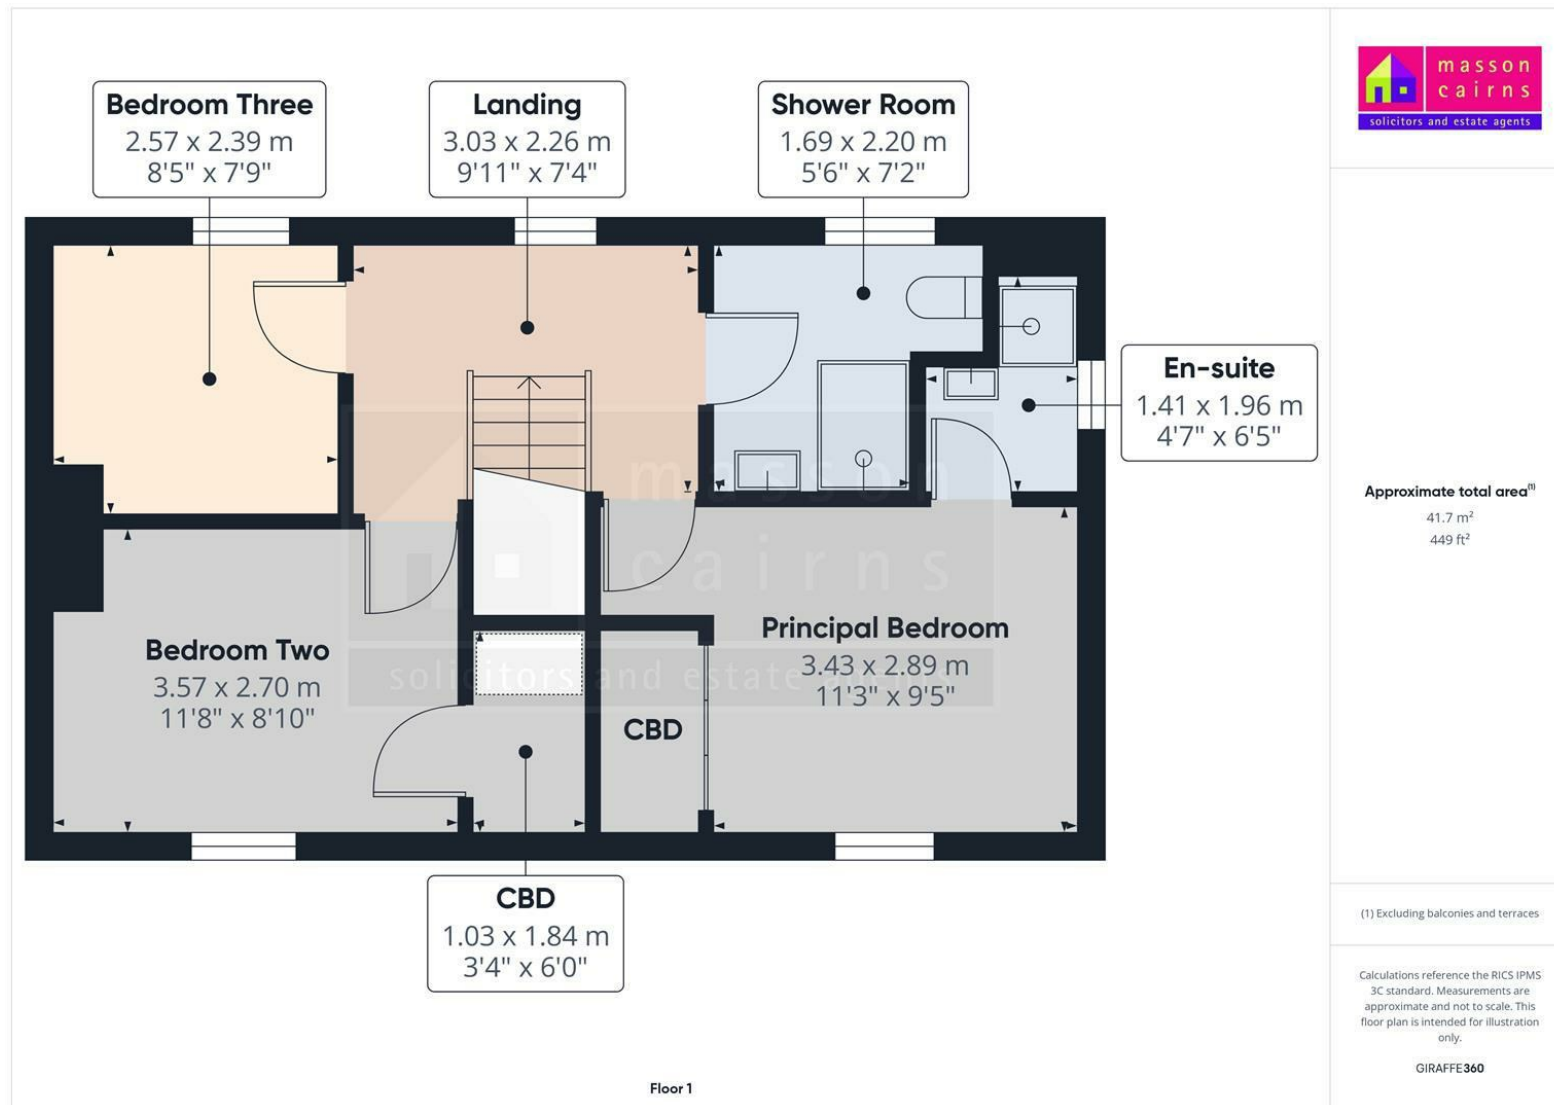 Bedroom Three
2.57 x 2.39 m
8'5" x 7'9"
Landing
3.03 x 2.26 m
9'11" x 7'4"
Shower Room
1.69 x 2.20 m
5'6" x 7'2"
masson
cairns
solicitors and estate agents
En-suite
1.41 x 1.96 m
4'7" x 6'5"
masson
cairns
solicitors and estate agents
Bedroom Two
3.57 x 2.70 m
11'8" x 8'10"
Principal Bedroom
3.43 x 2.89 m
11'3" x 9'5"
CBD
CBD
1.03 x 1.84 m
3'4" x 6'0"
Floor 1
Approximate total area(1)
41.7 m²
449 ft²
(1) Excluding balconies and terraces
Calculations reference the RICS IPMS
3C standard. Measurements are
approximate and not to scale. This
floor plan is intended for illustration
only.
GIRAFFE360